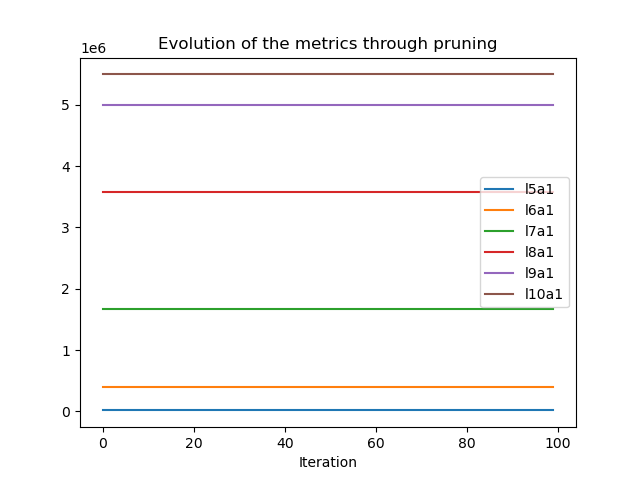 Evolution of the metrics through pruning
1e6
5
4
3
2
1
0
l5a1
l6a1
l7a1
l8a1
l9a1
l10a1
0 20 40 60 80 100
Iteration